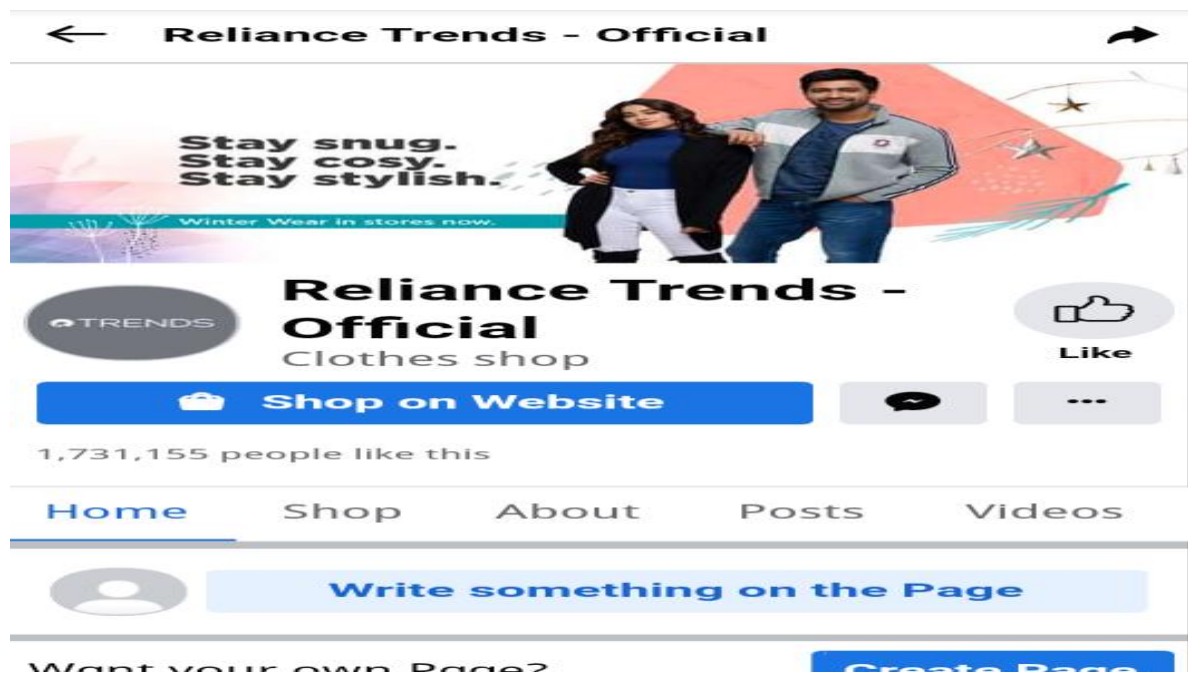 Reliance Trends - Official
Stay snug.
Stay cosy.
Stay stylish.
Winter Wear in stores now.
TRENDS
Reliance Trends -
Official
Clothes shop
Like
Shop on Website
1,731,155 people like this
Home Shop About Posts Videos
Write something on the Page
Want your own Page? Create Page